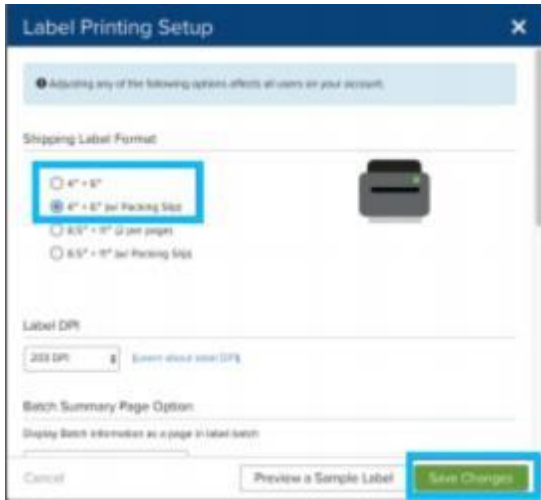 Label Printing Setup
Adjusting any of the following options affects all users on your account.
Shipping Label Format
4" × 6"
4" × 6" (w/ Packing Slip)
8.5" × 11" (2 per page)
8.5" × 11" (w/ Packing Slip)
Label DPI
203 DPI
(Learn about label DPI)
Batch Summary Page Option
Display Batch information as a page in label batch
Cancel
Preview a Sample Label
Save Changes